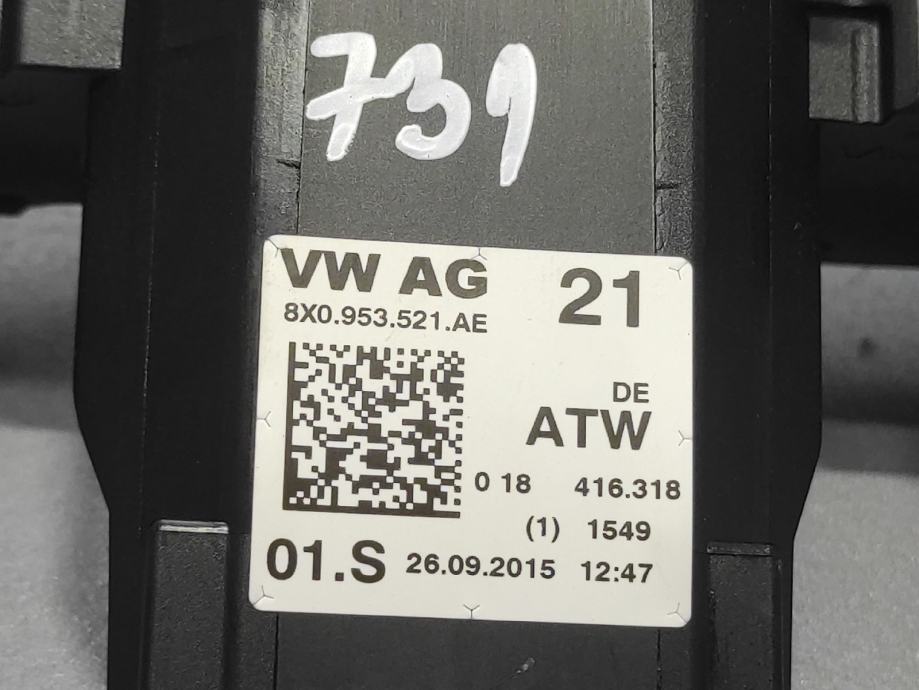 739
VW AG 21
8X0.953.521.AE
DE
ATW
0 18 416.318
(1) 1549
01.S 26.09.2015 12:47